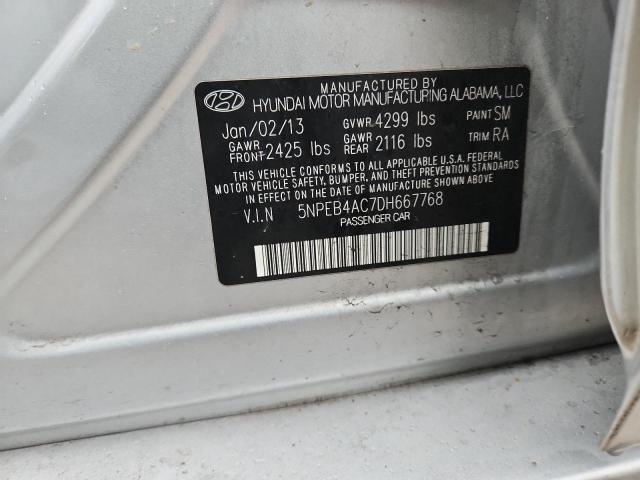 MANUFACTURED BY
HYUNDAI MOTOR MANUFACTURING ALABAMA, LLC
Jan/02/13 GVWR 4299 lbs PAINT SM
GAWR FRONT 2425 lbs GAWR REAR 2116 lbs TRIM RA
THIS VEHICLE CONFORMS TO ALL APPLICABLE U.S.A. FEDERAL
MOTOR VEHICLE SAFETY, BUMPER, AND THEFT PREVENTION STANDARDS
IN EFFECT ON THE DATE OF MANUFACTURE SHOWN ABOVE.
V.I.N 5NPEB4AC7DH667768
PASSENGER CAR